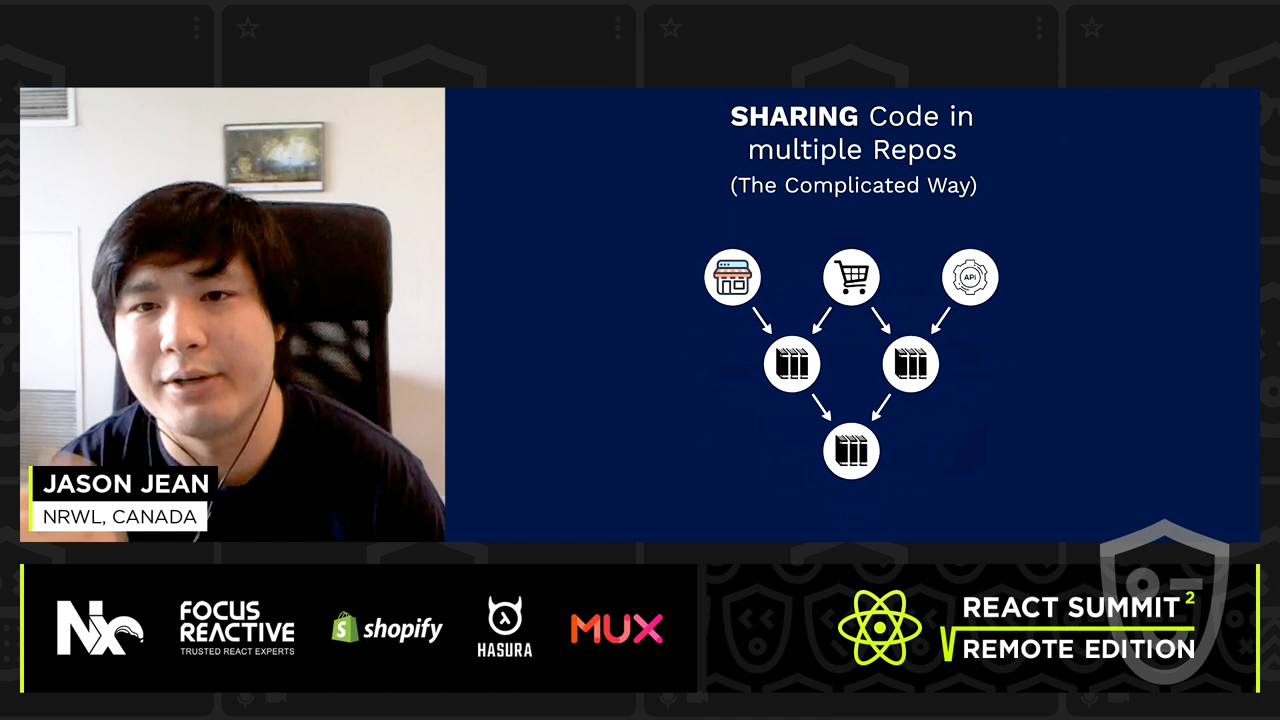 SHARING Code in
multiple Repos
(The Complicated Way)
API
JASON JEAN
NRWL, CANADA
Nx
FOCUS
REACTIVE
TRUSTED REACT EXPERTS
shopify
HASURA
MUX
REACT SUMMIT 2
REMOTE EDITION